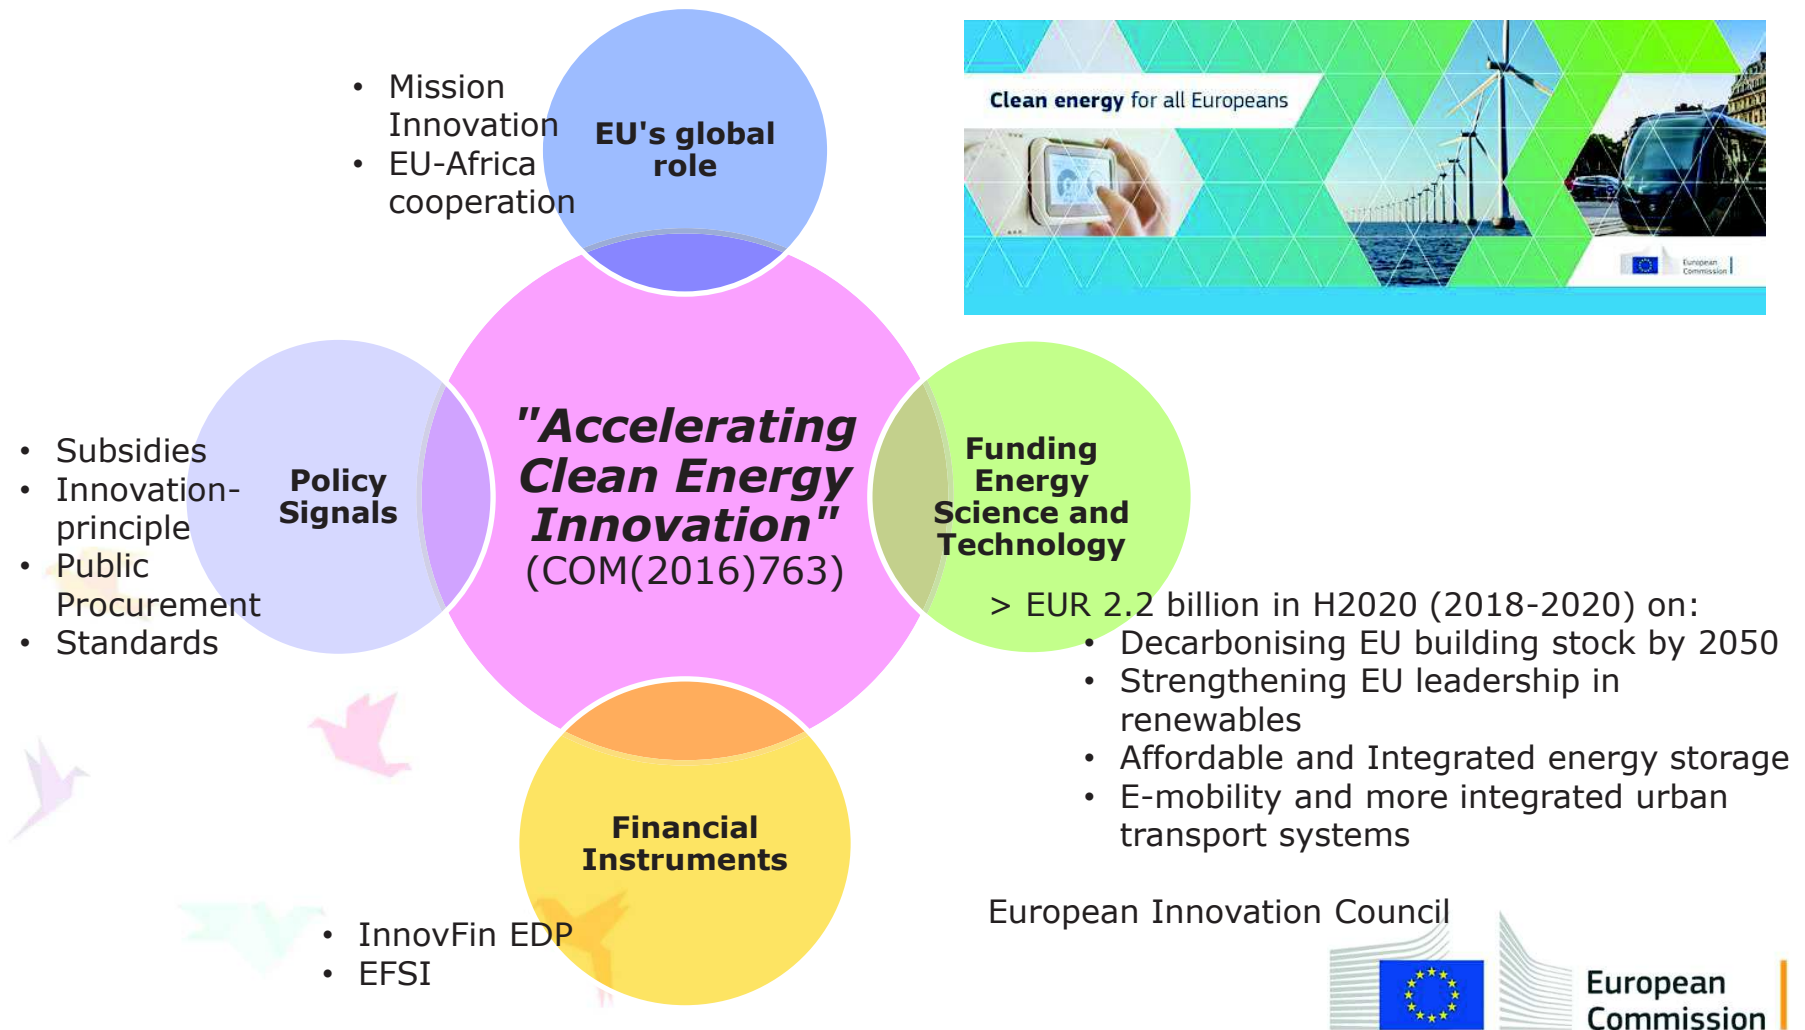 • Mission
Innovation
• EU-Africa
cooperation
EU's global
role
Clean energy for all Europeans
European
Commission
• Subsidies
• Innovation-
principle
• Public
Procurement
• Standards
Policy
Signals
"Accelerating
Clean Energy
Innovation"
(COM(2016)763)
Funding
Energy
Science and
Technology
> EUR 2.2 billion in H2020 (2018-2020) on:
• Decarbonising EU building stock by 2050
• Strengthening EU leadership in
renewables
• Affordable and Integrated energy storage
• E-mobility and more integrated urban
transport systems
European Innovation Council
Financial
Instruments
• InnovFin EDP
• EFSI
European
Commission